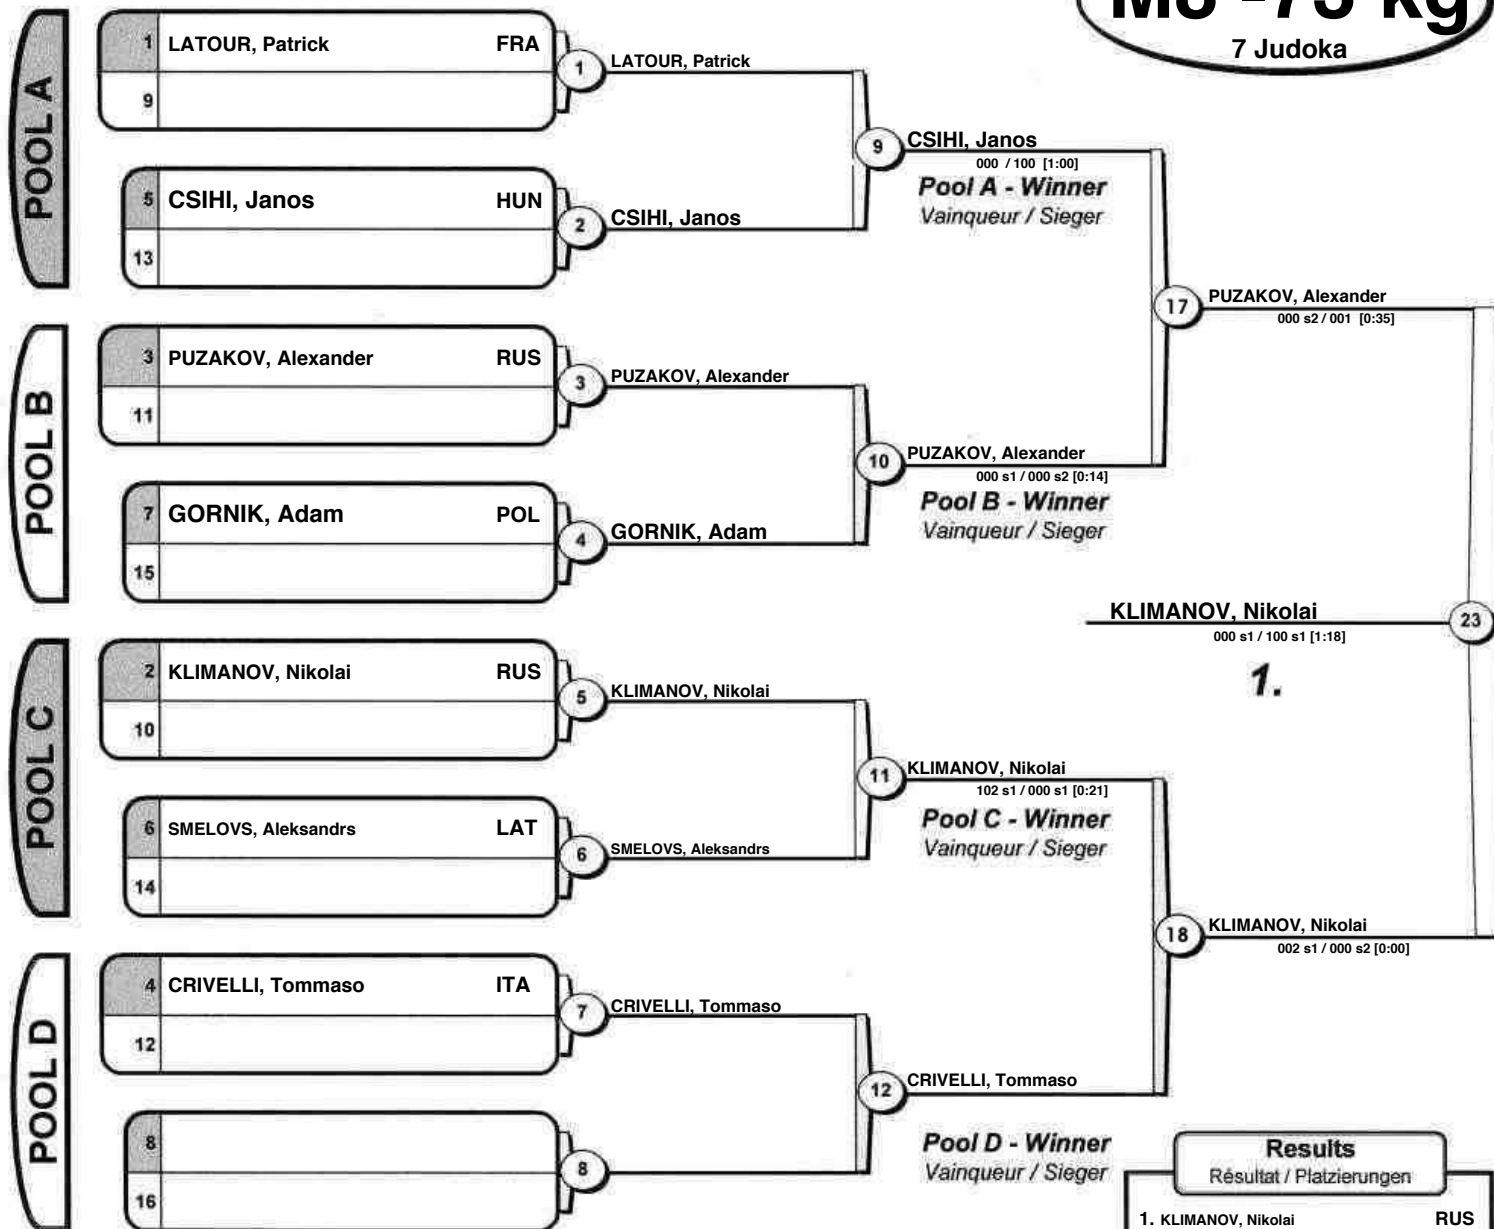 M8 -73 kg
7 Judoka
POOL A
1 LATOUR, Patrick FRA
9
1 LATOUR, Patrick
5 CSIHI, Janos HUN
13
2 CSIHI, Janos
9 CSIHI, Janos
000 / 100 [1:00]
Pool A - Winner
Vainqueur / Sieger
POOL B
3 PUZAKOV, Alexander RUS
11
3 PUZAKOV, Alexander
7 GORNIK, Adam POL
15
4 GORNIK, Adam
10 PUZAKOV, Alexander
000 s1 / 000 s2 [0:14]
Pool B - Winner
Vainqueur / Sieger
17 PUZAKOV, Alexander
000 s2 / 001 [0:35]
KLIMANOV, Nikolai 23
000 s1 / 100 s1 [1:18]
1.
POOL C
2 KLIMANOV, Nikolai RUS
10
5 KLIMANOV, Nikolai
6 SMELOVS, Aleksandrs LAT
14
6 SMELOVS, Aleksandrs
11 KLIMANOV, Nikolai
102 s1 / 000 s1 [0:21]
Pool C - Winner
Vainqueur / Sieger
18 KLIMANOV, Nikolai
002 s1 / 000 s2 [0:00]
POOL D
4 CRIVELLI, Tommaso ITA
12
7 CRIVELLI, Tommaso
8
16
8
12 CRIVELLI, Tommaso
Pool D - Winner
Vainqueur / Sieger
Results
Résultat / Platzierungen
1. KLIMANOV, Nikolai RUS